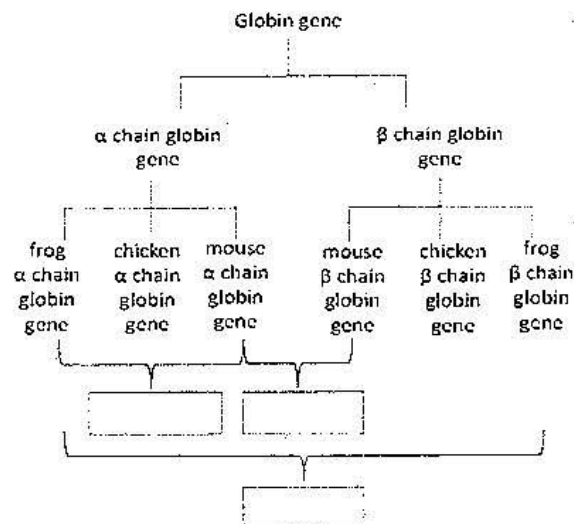 Globin gene
α chain globin
gene
β chain globin
gene
frog
α chain
globin
gene
chicken
α chain
globin
gene
mouse
α chain
globin
gene
mouse
β chain
globin
gene
chicken
β chain
globin
gene
frog
β chain
globin
gene